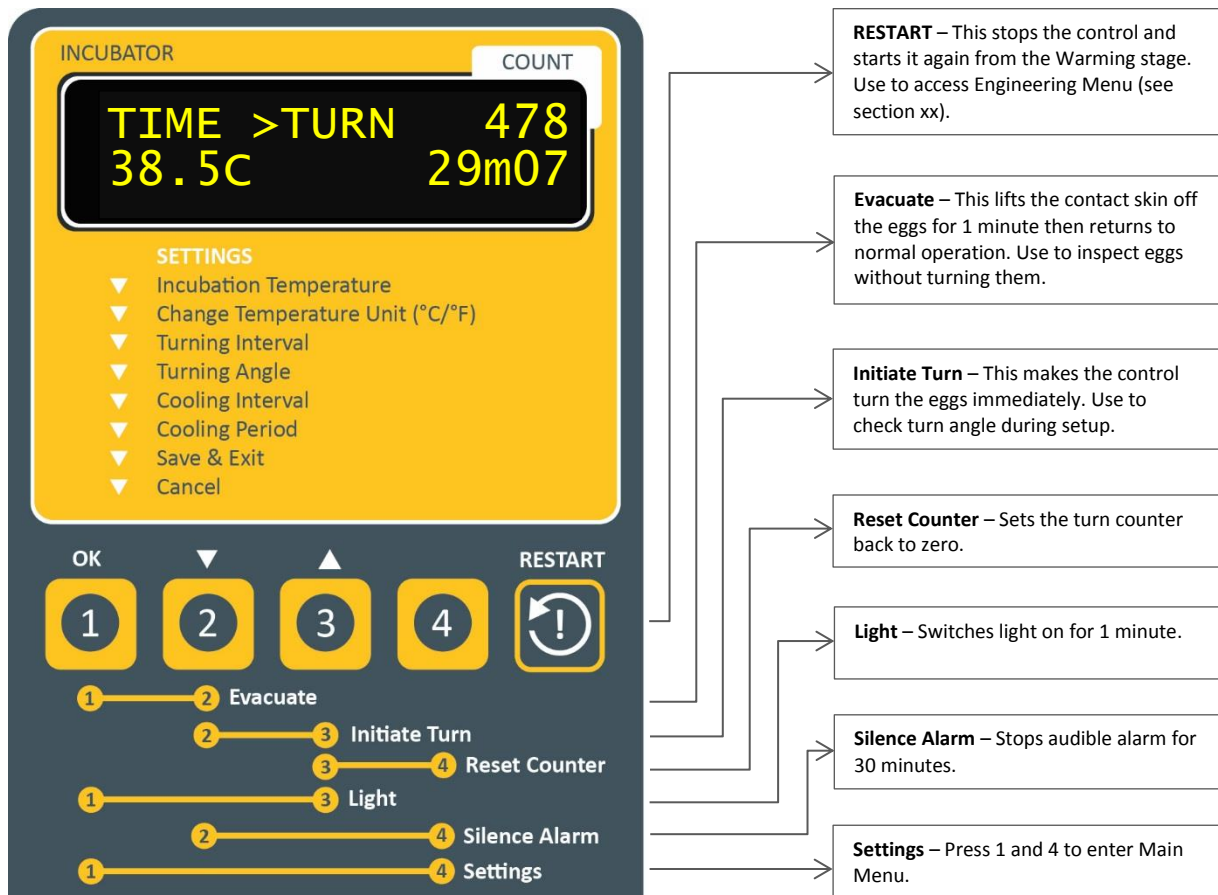 INCUBATOR
COUNT
TIME >TURN 478
38.5C 29m07
SETTINGS
▼ Incubation Temperature
▼ Change Temperature Unit (°C/°F)
▼ Turning Interval
▼ Turning Angle
▼ Cooling Interval
▼ Cooling Period
▼ Save & Exit
▼ Cancel
OK ▼ ▲ RESTART
1 2 3 4 !
1 2 Evacuate
2 3 Initiate Turn
3 4 Reset Counter
1 3 Light
2 4 Silence Alarm
1 4 Settings
RESTART – This stops the control and
starts it again from the Warming stage.
Use to access Engineering Menu (see
section xx).
Evacuate – This lifts the contact skin off
the eggs for 1 minute then returns to
normal operation. Use to inspect eggs
without turning them.
Initiate Turn – This makes the control
turn the eggs immediately. Use to
check turn angle during setup.
Reset Counter – Sets the turn counter
back to zero.
Light – Switches light on for 1 minute.
Silence Alarm – Stops audible alarm for
30 minutes.
Settings – Press 1 and 4 to enter Main
Menu.